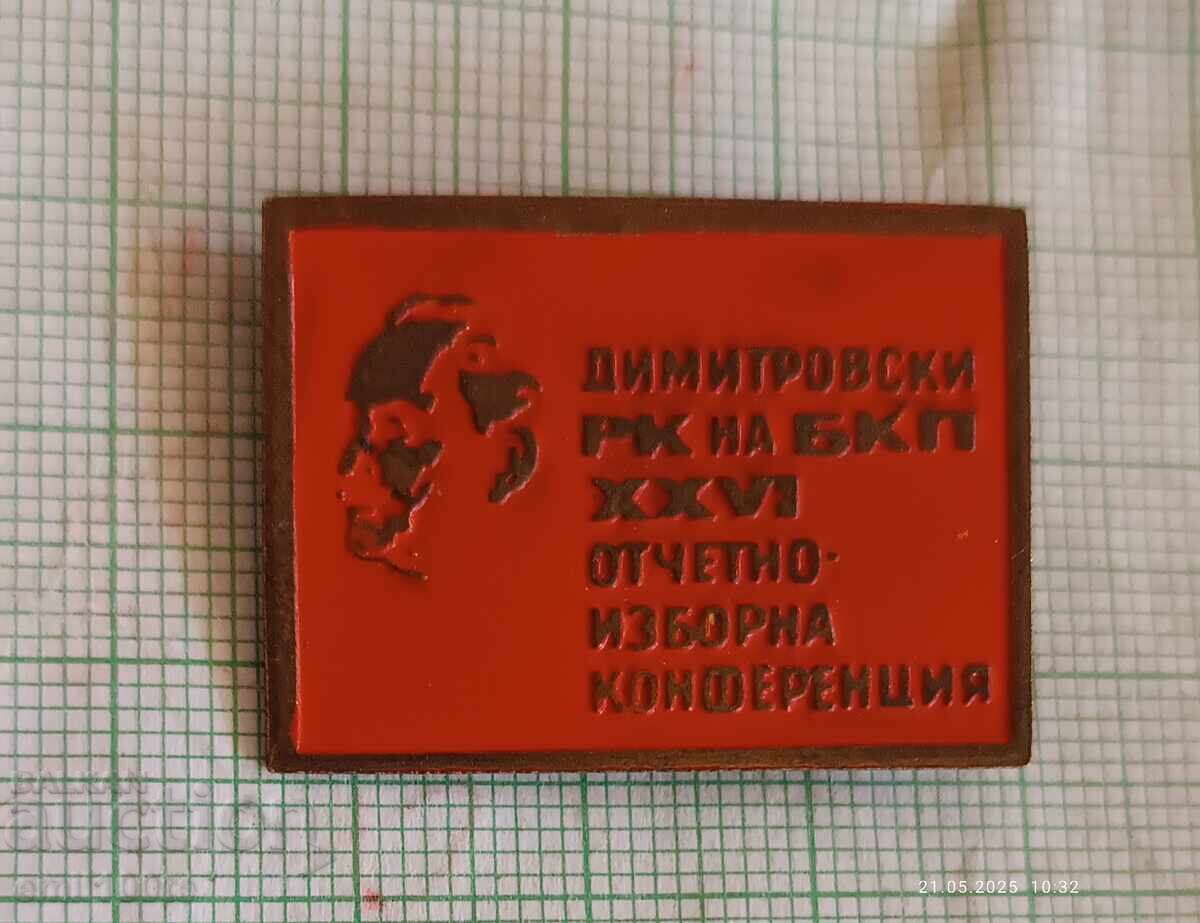 ДИМИТРОВСКИ
РК НА БКП
XXVI
ОТЧЕТНО-
ИЗБОРНА
КОНФЕРЕНЦИЯ
21.05.2025 10:32